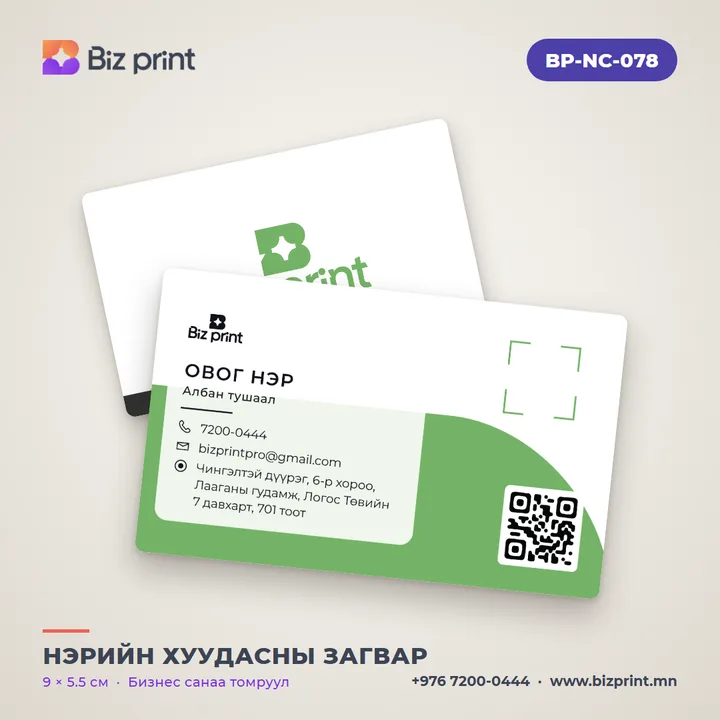 Biz print
BP-NC-078
print
Biz print
ОВОГ НЭР
Албан тушаал
7200-0444
bizprintpro@gmail.com
Чингэлтэй дүүрэг, 6-р хороо,
Лааганы гудамж, Логос Төвийн
7 давхарт, 701 тоот
НЭРИЙН ХУУДАСНЫ ЗАГВАР
9 × 5.5 см · Бизнес санаа томруул
+976 7200-0444 · www.bizprint.mn